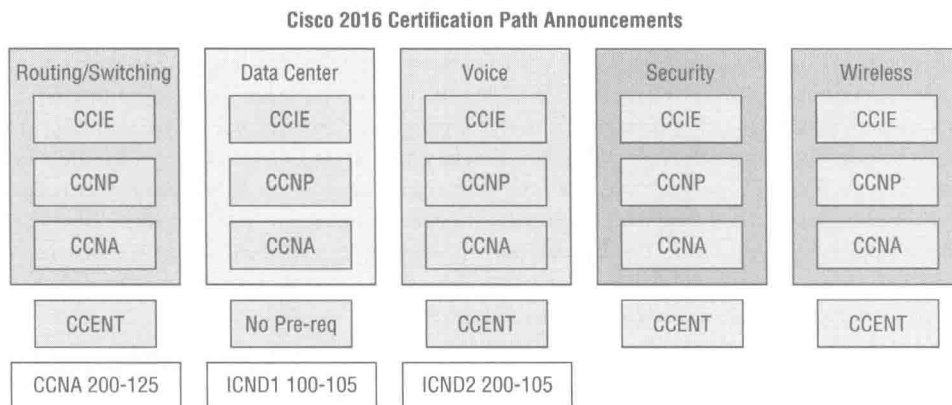 Cisco 2016 Certification Path Announcements
Routing/Switching
Data Center
Voice
Security
Wireless
CCIE
CCIE
CCIE
CCIE
CCIE
CCNP
CCNP
CCNP
CCNP
CCNP
CCNA
CCNA
CCNA
CCNA
CCNA
CCENT
No Pre-req
CCENT
CCENT
CCENT
CCNA 200-125
ICND1 100-105
ICND2 200-105